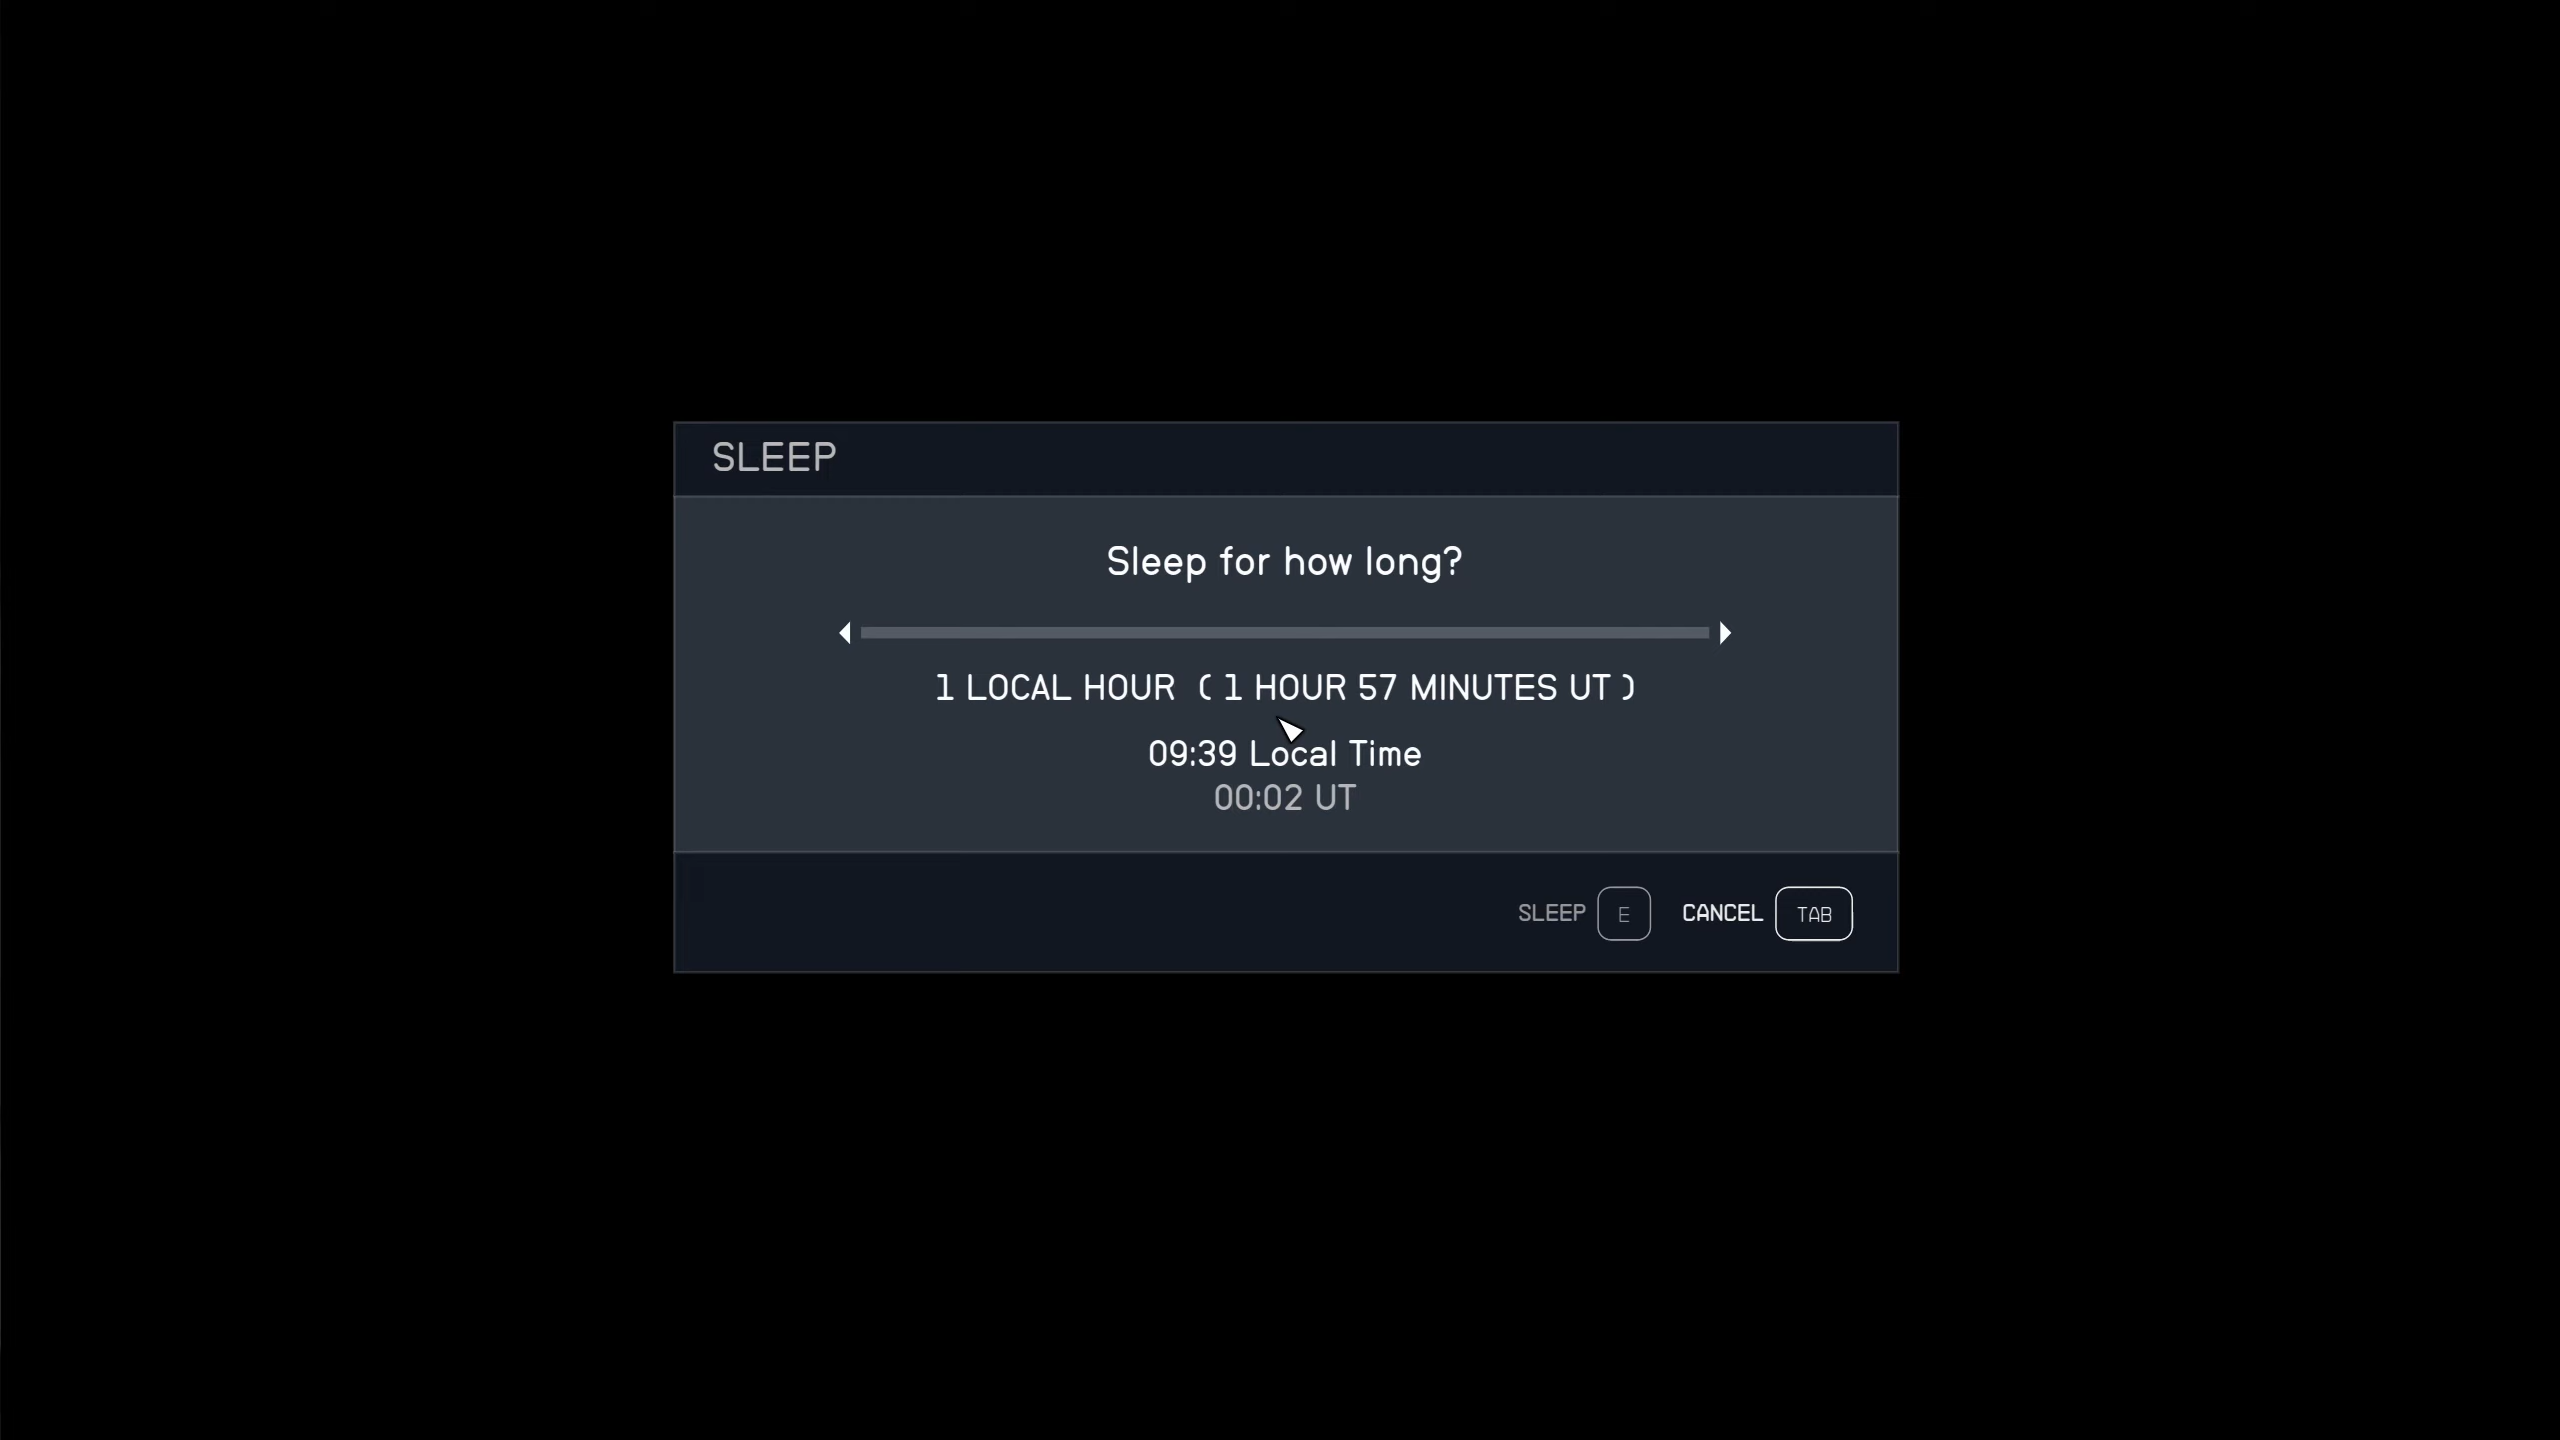 SLEEP
Sleep for how long?
1 LOCAL HOUR ( 1 HOUR 57 MINUTES UT )
09:39 Local Time
00:02 UT
SLEEP E CANCEL TAB